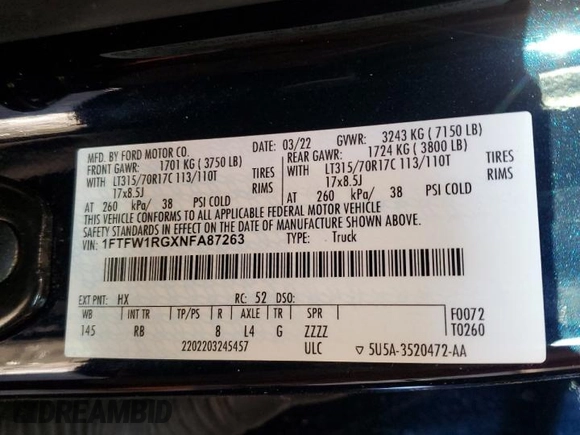 MFD. BY FORD MOTOR CO.
DATE: 03/22 GVWR: 3243 KG ( 7150 LB)
FRONT GAWR: 1701 KG ( 3750 LB)
REAR GAWR: 1724 KG ( 3800 LB)
WITH LT315/70R17C 113/110T TIRES
WITH LT315/70R17C 113/110T TIRES
17x8.5J RIMS
17x8.5J RIMS
AT 260 kPa/ 38 PSI COLD
AT 260 kPa/ 38 PSI COLD
THIS VEHICLE CONFORMS TO ALL APPLICABLE FEDERAL MOTOR VEHICLE
SAFETY STANDARDS IN EFFECT ON THE DATE OF MANUFACTURE SHOWN ABOVE.
VIN: 1FTFW1RGXNFA87263 TYPE: Truck
EXT PNT: HX RC: 52 DSO:
WB INT TR TP/PS R AXLE TR SPR
F0072
145 RB 8 L4 G ZZZZ
T0260
2202203245457 ULC ▽ 5U5A-3520472-AA
DREAMBID